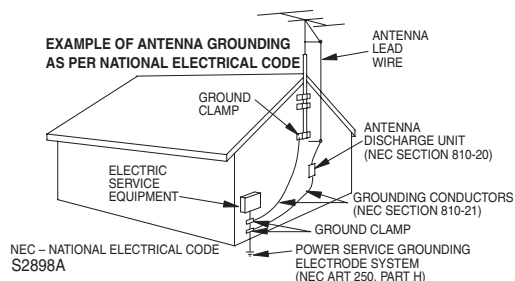 EXAMPLE OF ANTENNA GROUNDING
AS PER NATIONAL ELECTRICAL CODE
ANTENNA
LEAD
WIRE
GROUND
CLAMP
ANTENNA
DISCHARGE UNIT
(NEC SECTION 810-20)
ELECTRIC
SERVICE
EQUIPMENT
GROUNDING CONDUCTORS
(NEC SECTION 810-21)
GROUND CLAMP
POWER SERVICE GROUNDING
ELECTRODE SYSTEM
(NEC ART 250, PART H)
NEC – NATIONAL ELECTRICAL CODE
S2898A